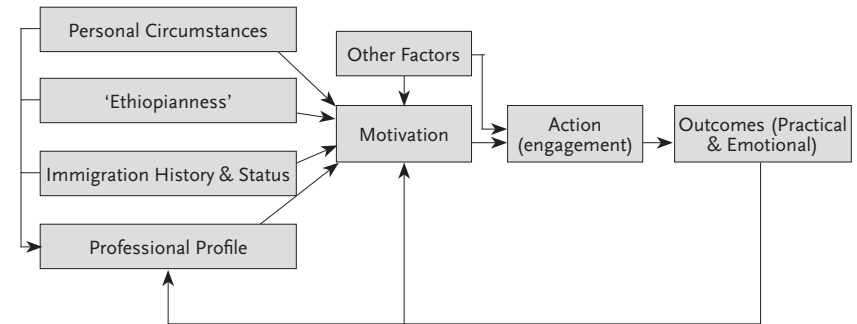 Personal Circumstances
Other Factors
'Ethiopianness'
Motivation
Action
(engagement)
Outcomes (Practical
& Emotional)
Immigration History & Status
Professional Profile